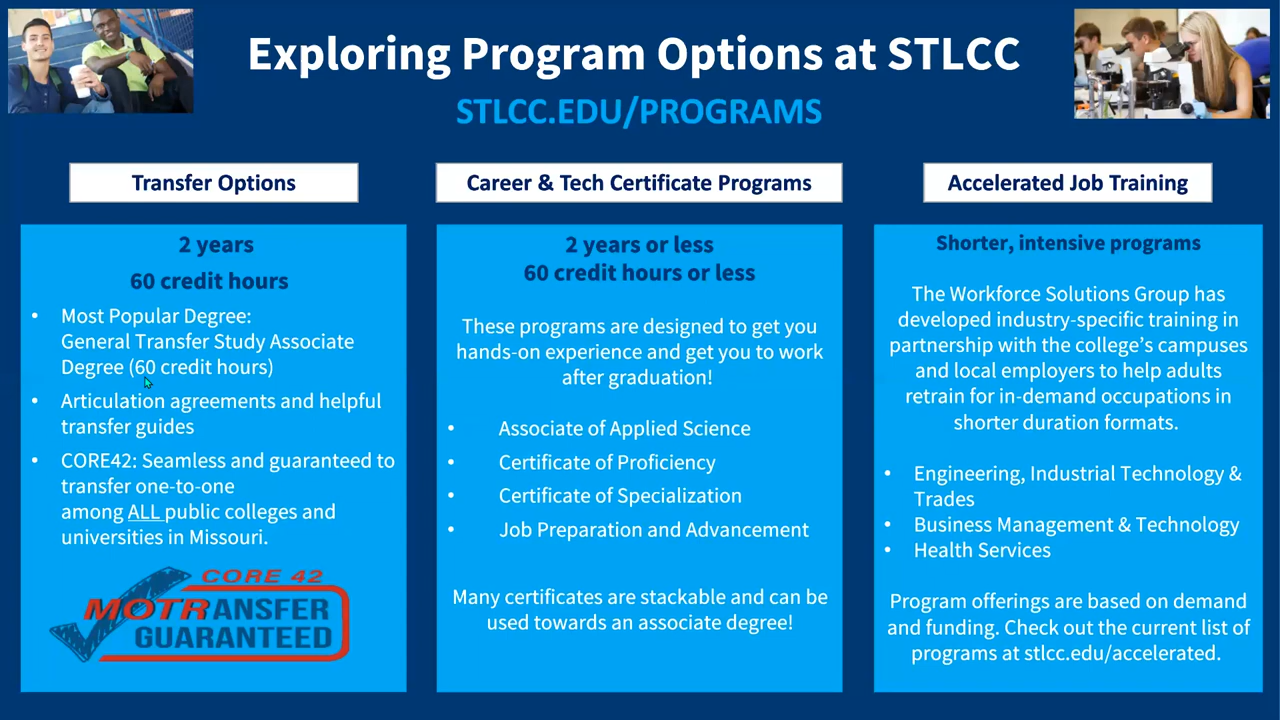 Exploring Program Options at STLCC
STLCC.EDU/PROGRAMS
Transfer Options
2 years
60 credit hours
• Most Popular Degree:
General Transfer Study Associate
Degree (60 credit hours)
• Articulation agreements and helpful
transfer guides
• CORE42: Seamless and guaranteed to
transfer one-to-one
among ALL public colleges and
universities in Missouri.
CORE 42
MOTRANSFER
GUARANTEED
Career & Tech Certificate Programs
2 years or less
60 credit hours or less
These programs are designed to get you
hands-on experience and get you to work
after graduation!
• Associate of Applied Science
• Certificate of Proficiency
• Certificate of Specialization
• Job Preparation and Advancement
Many certificates are stackable and can be
used towards an associate degree!
Accelerated Job Training
Shorter, intensive programs
The Workforce Solutions Group has
developed industry-specific training in
partnership with the college’s campuses
and local employers to help adults
retrain for in-demand occupations in
shorter duration formats.
• Engineering, Industrial Technology &
Trades
• Business Management & Technology
• Health Services
Program offerings are based on demand
and funding. Check out the current list of
programs at stlcc.edu/accelerated.